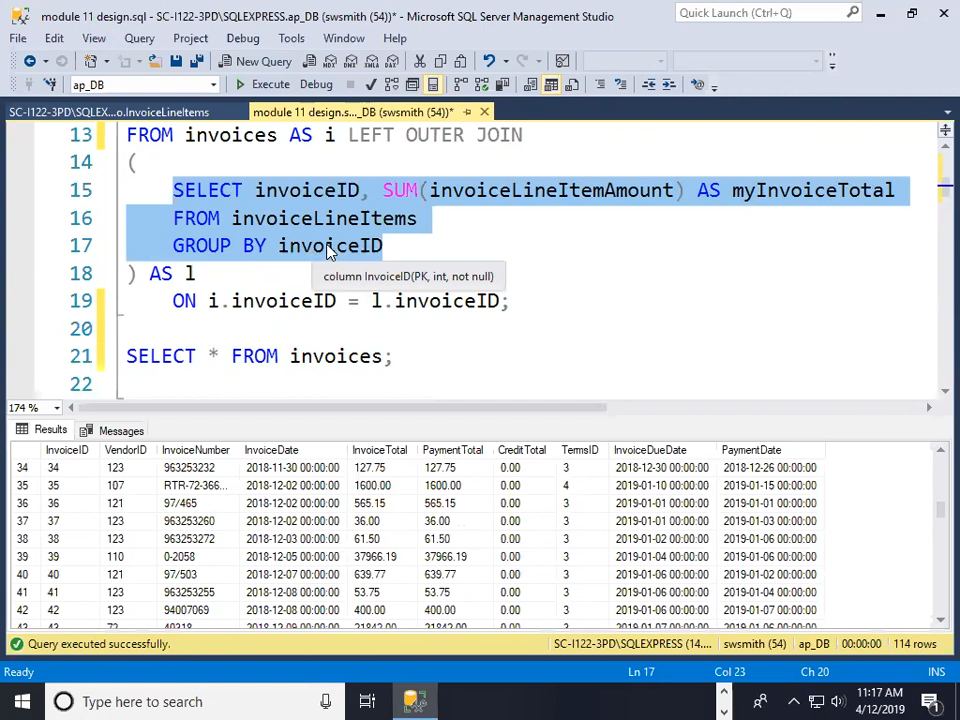 module 11 design.sql - SC-I122-3PD\SQLEXPRESS.ap_DB (swsmith (54))* - Microsoft SQL Server Management Studio
Quick Launch (Ctrl+Q)
File Edit View Query Project Debug Tools Window Help
New Query
ap_DB Execute Debug
SC-I122-3PD\SQLEX...o.InvoiceLineItems module 11 design.s..._DB (swsmith (54))*
13 FROM invoices AS i LEFT OUTER JOIN
14 (
15 SELECT invoiceID, SUM(invoiceLineItemAmount) AS myInvoiceTotal
16 FROM invoiceLineItems
17 GROUP BY invoiceID
18 ) AS l
column InvoiceID(PK, int, not null)
19 ON i.invoiceID = l.invoiceID;
20
21 SELECT * FROM invoices;
22
174 %
Results Messages
InvoiceID VendorID InvoiceNumber InvoiceDate InvoiceTotal PaymentTotal CreditTotal TermsID InvoiceDueDate PaymentDate
34 34 123 963253232 2018-11-30 00:00:00 127.75 127.75 0.00 3 2018-12-30 00:00:00 2018-12-26 00:00:00
35 35 107 RTR-72-366... 2018-12-02 00:00:00 1600.00 1600.00 0.00 4 2019-01-10 00:00:00 2019-01-15 00:00:00
36 36 121 97/465 2018-12-02 00:00:00 565.15 565.15 0.00 3 2019-01-01 00:00:00 2019-01-03 00:00:00
37 37 123 963253260 2018-12-02 00:00:00 36.00 36.00 0.00 3 2019-01-01 00:00:00 2019-01-03 00:00:00
38 38 123 963253272 2018-12-03 00:00:00 61.50 61.50 0.00 3 2019-01-02 00:00:00 2019-01-06 00:00:00
39 39 110 0-2058 2018-12-05 00:00:00 37966.19 37966.19 0.00 3 2019-01-04 00:00:00 2019-01-06 00:00:00
40 40 121 97/503 2018-12-07 00:00:00 639.77 639.77 0.00 3 2019-01-06 00:00:00 2019-01-02 00:00:00
41 41 123 963253255 2018-12-08 00:00:00 53.75 53.75 0.00 3 2019-01-06 00:00:00 2019-01-04 00:00:00
42 42 123 94007069 2018-12-08 00:00:00 400.00 400.00 0.00 3 2019-01-06 00:00:00 2019-01-07 00:00:00
Query executed successfully. SC-I122-3PD\SQLEXPRESS (14.... swsmith (54) ap_DB 00:00:00 114 rows
Ready Ln 17 Col 23 Ch 20 INS
Type here to search
11:17 AM
4/12/2019
1